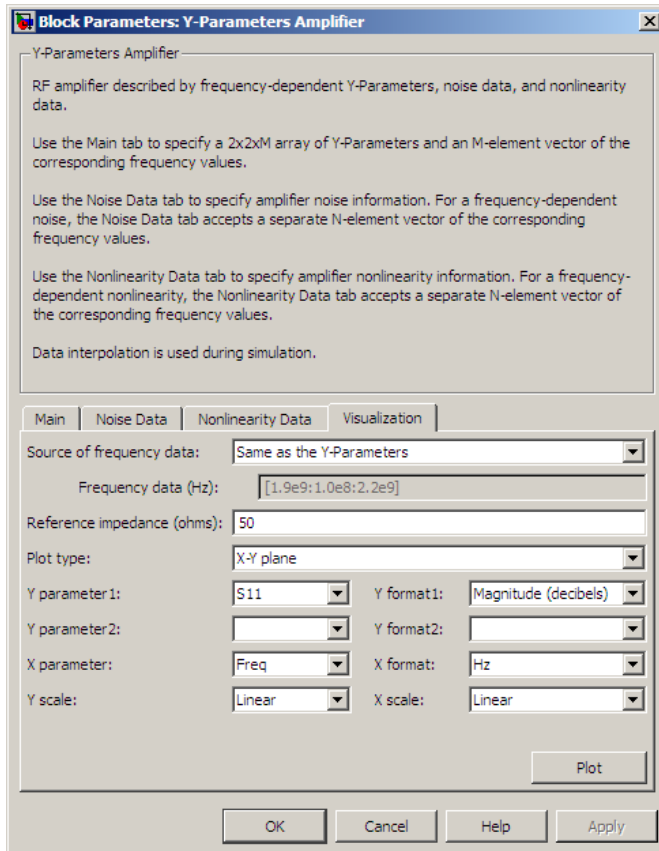 Block Parameters: Y-Parameters Amplifier
Y-Parameters Amplifier
RF amplifier described by frequency-dependent Y-Parameters, noise data, and nonlinearity
data.
Use the Main tab to specify a 2x2xM array of Y-Parameters and an M-element vector of the
corresponding frequency values.
Use the Noise Data tab to specify amplifier noise information. For a frequency-dependent
noise, the Noise Data tab accepts a separate N-element vector of the corresponding
frequency values.
Use the Nonlinearity Data tab to specify amplifier nonlinearity information. For a frequency-
dependent nonlinearity, the Nonlinearity Data tab accepts a separate N-element vector of
the corresponding frequency values.
Data interpolation is used during simulation.
Main Noise Data Nonlinearity Data Visualization
Source of frequency data: Same as the Y-Parameters
Frequency data (Hz): [1.9e9:1.0e8:2.2e9]
Reference impedance (ohms): 50
Plot type: X-Y plane
Y parameter1: S11 Y format1: Magnitude (decibels)
Y parameter2: Y format2:
X parameter: Freq X format: Hz
Y scale: Linear X scale: Linear
Plot
OK Cancel Help Apply